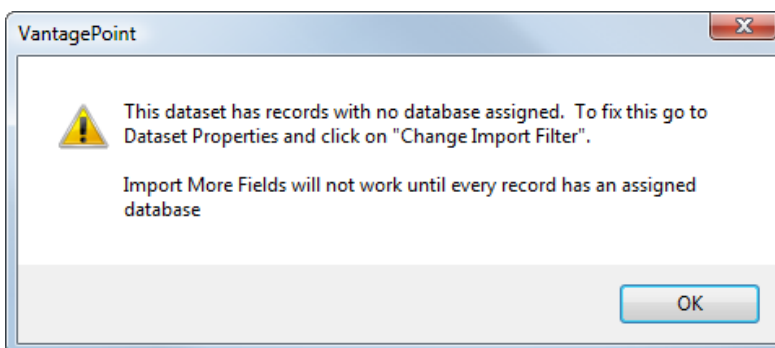 VantagePoint
This dataset has records with no database assigned.  To fix this go to
Dataset Properties and click on "Change Import Filter".
Import More Fields will not work until every record has an assigned
database
OK